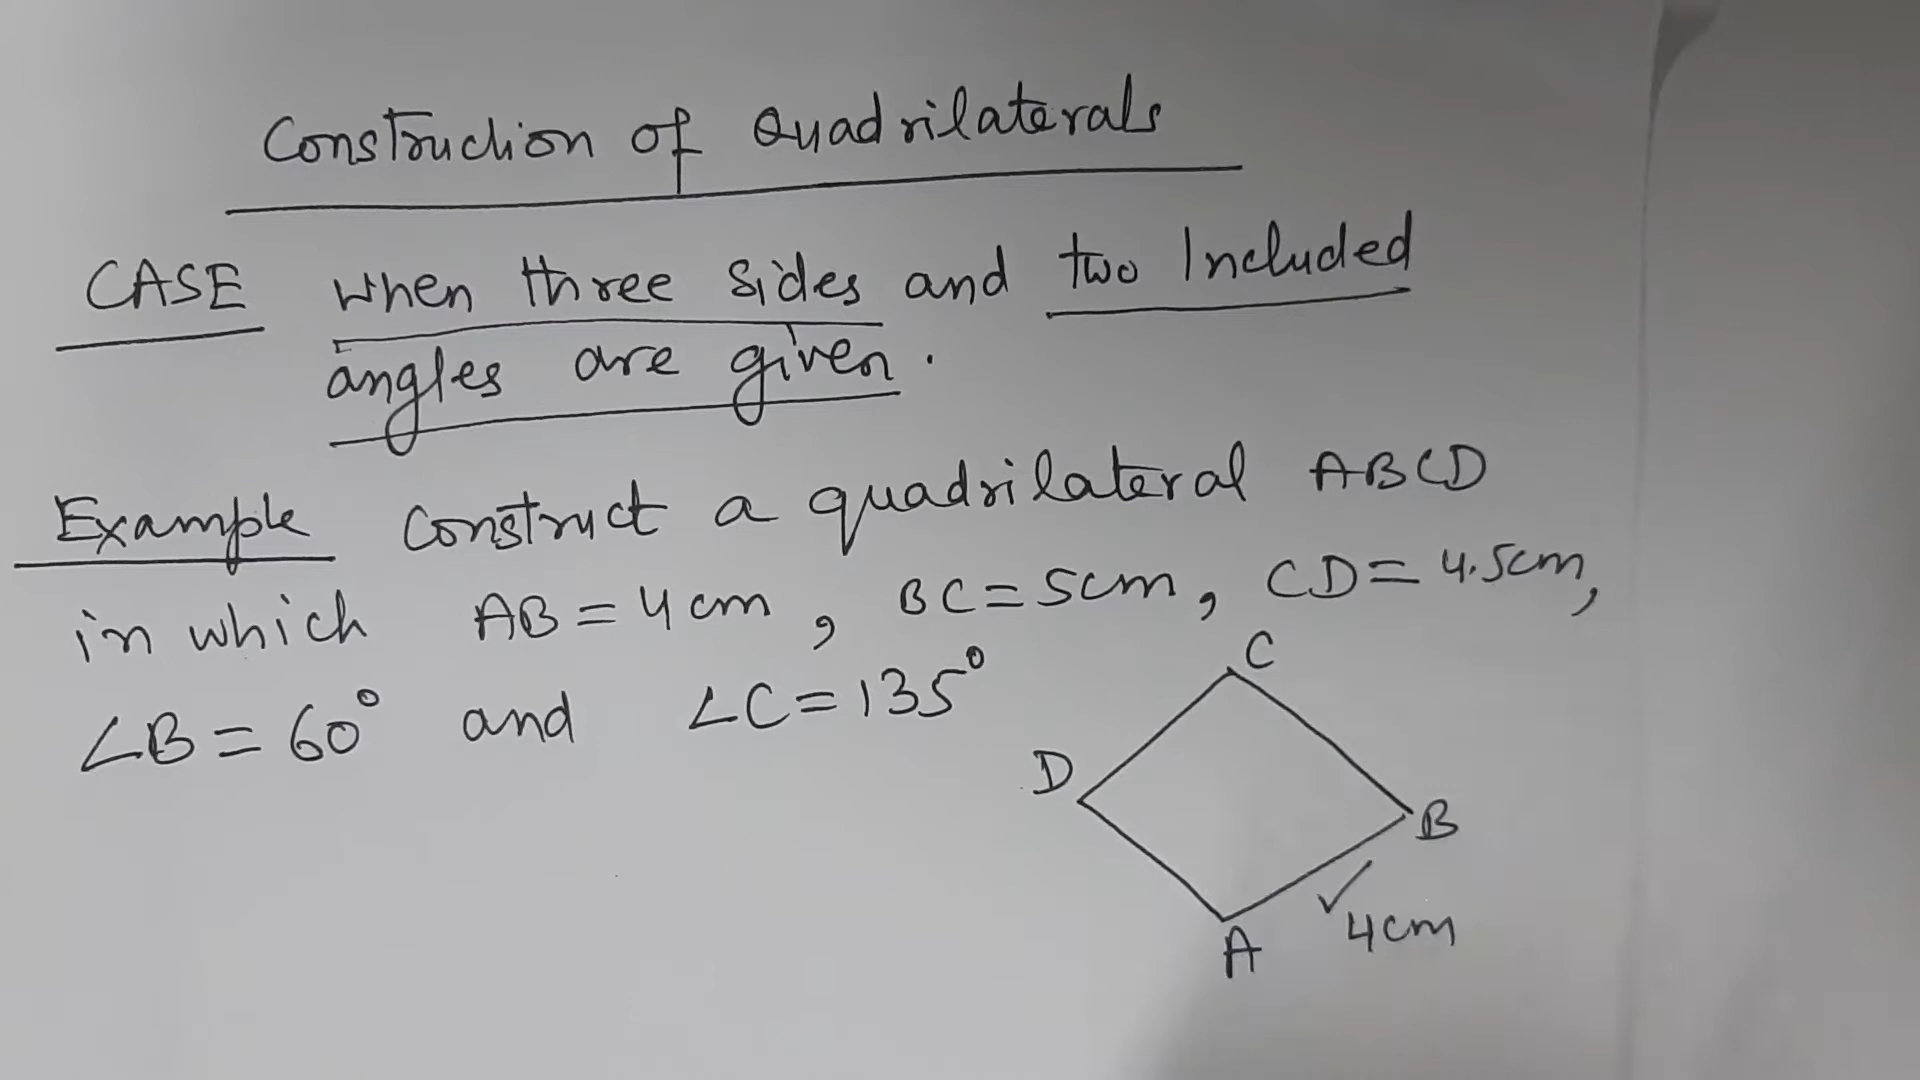 Construction of Quadrilaterals
CASE when three sides and two Included
angles are given.
Example Construct a quadrilateral ABCD
in which AB = 4 cm, BC = 5cm, CD = 4.5cm,
∠B = 60° and ∠C = 135°
C
D
B
4cm
A